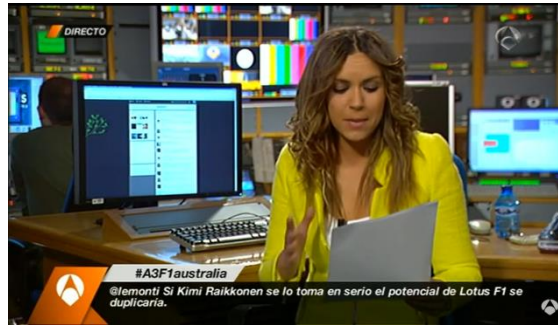 DIRECTO
#A3F1australia
@lemonti Si Kimi Raikkonen se lo toma en serio el potencial de Lotus F1 se
duplicaría.